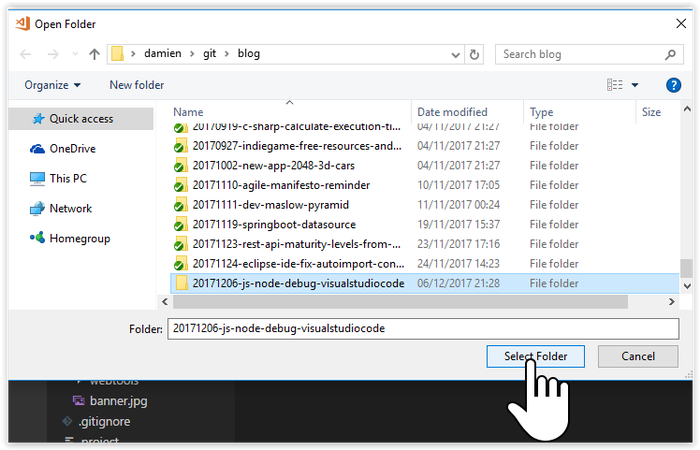 Open Folder
damien > git > blog
Search blog
Organize
New folder
Name Date modified Type Size
Quick access
OneDrive
This PC
Network
Homegroup
20170919-c-sharp-calculate-execution-ti... 04/11/2017 21:27 File folder
20170927-indiegame-free-resources-and... 04/11/2017 21:27 File folder
20171002-new-app-2048-3d-cars 04/11/2017 21:27 File folder
20171110-agile-manifesto-reminder 10/11/2017 17:05 File folder
20171111-dev-maslow-pyramid 11/11/2017 00:24 File folder
20171119-springboot-datasource 19/11/2017 15:37 File folder
20171123-rest-api-maturity-levels-from-... 23/11/2017 17:16 File folder
20171124-eclipse-ide-fix-autoimport-con... 24/11/2017 14:23 File folder
20171206-js-node-debug-visualstudiocode 06/12/2017 21:28 File folder
Folder: 20171206-js-node-debug-visualstudiocode
Select Folder
Cancel
webtools
banner.jpg
.gitignore
.project